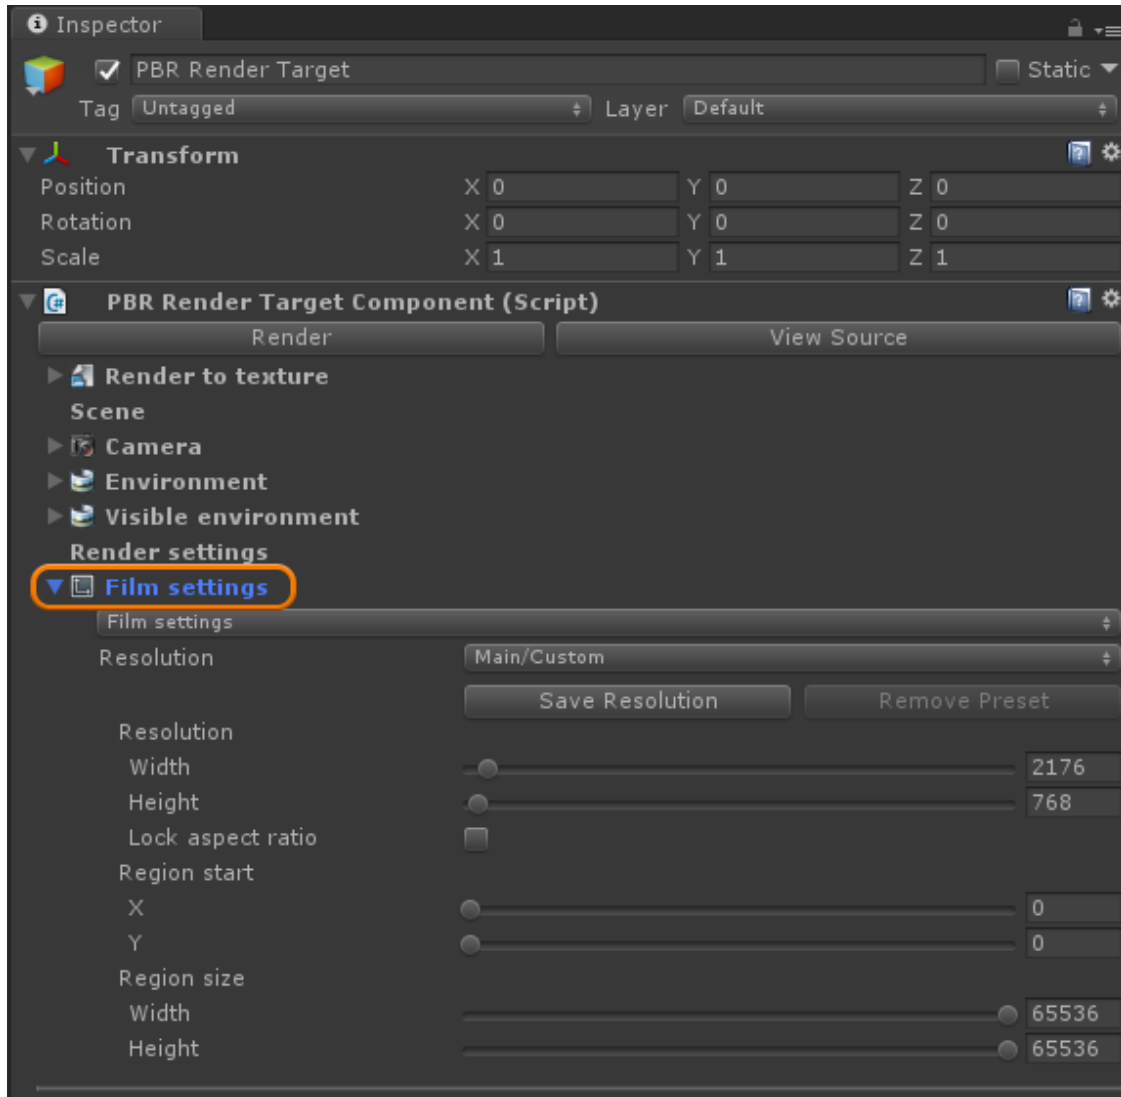 Inspector
PBR Render Target Static
Tag Untagged Layer Default
Transform
Position X 0 Y 0 Z 0
Rotation X 0 Y 0 Z 0
Scale X 1 Y 1 Z 1
PBR Render Target Component (Script)
Render View Source
Render to texture
Scene
Camera
Environment
Visible environment
Render settings
Film settings
Film settings
Resolution Main/Custom
Save Resolution Remove Preset
Resolution
Width 2176
Height 768
Lock aspect ratio
Region start
X 0
Y 0
Region size
Width 65536
Height 65536